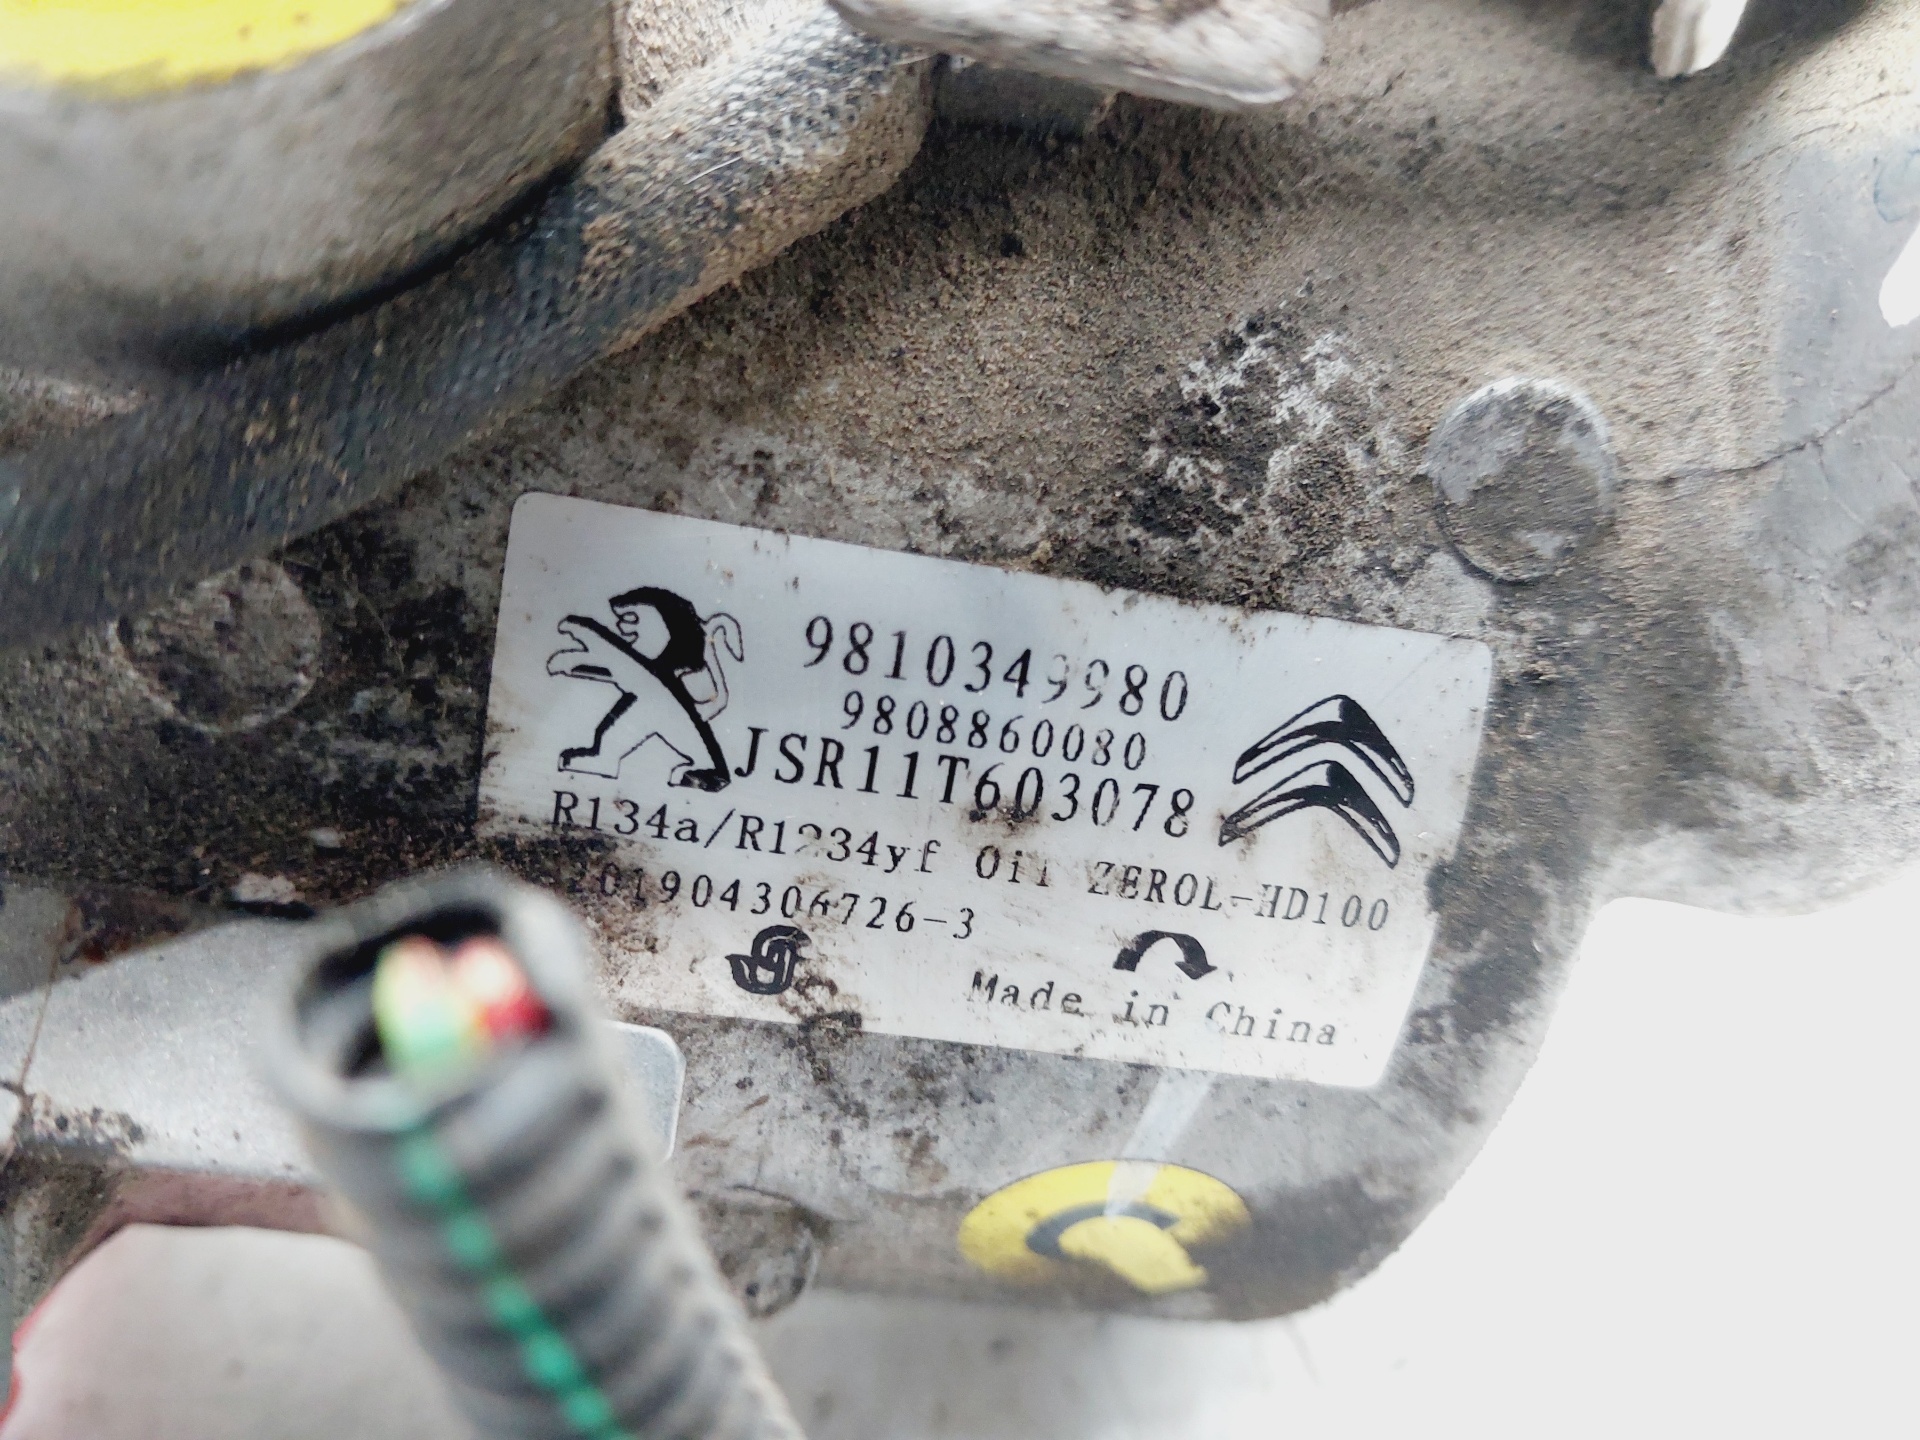 9810349980
9808860080
JSR11T603078
R134a/R1234yf Oil ZEROL-HD100
201904306726-3
Made in China